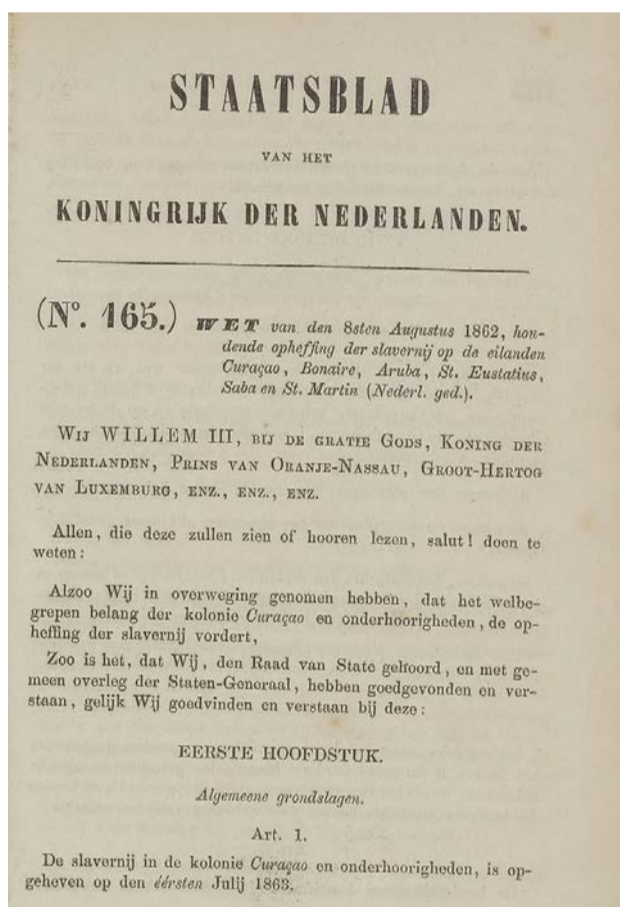 STAATSBLAD
VAN HET
KONINGRIJK DER NEDERLANDEN.
(N°. 165.) WET van den 8sten Augustus 1862, hou-
dende opheffing der slavernij op de eilanden
Curaçao, Bonaire, Aruba, St. Eustatius,
Saba en St. Martin (Nederl. ged.).
WIJ WILLEM III, BIJ DE GRATIE GODS, KONING DER
NEDERLANDEN, PRINS VAN ORANJE-NASSAU, GROOT-HERTOG
VAN LUXEMBURG, ENZ., ENZ., ENZ.
Allen, die deze zullen zien of hooren lezen, salut! doen te
weten:
Alzoo Wij in overweging genomen hebben, dat het welbe-
grepen belang der kolonie Curaçao en onderhoorigheden, de op-
heffing der slavernij vordert,
Zoo is het, dat Wij, den Raad van State gehoord, en met ge-
meen overleg der Staten-Generaal, hebben goedgevonden en ver-
staan, gelijk Wij goedvinden en verstaan bij deze:
EERSTE HOOFDSTUK.
Algemeene grondslagen.
Art. 1.
De slavernij in de kolonie Curaçao en onderhoorigheden, is op-
geheven op den éérsten Julij 1863.